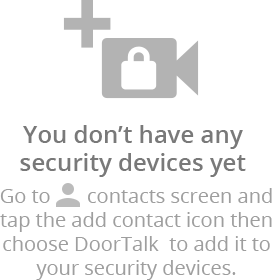 You don’t have any
security devices yet
Go to contacts screen and
tap the add contact icon then
choose DoorTalk to add it to
your security devices.